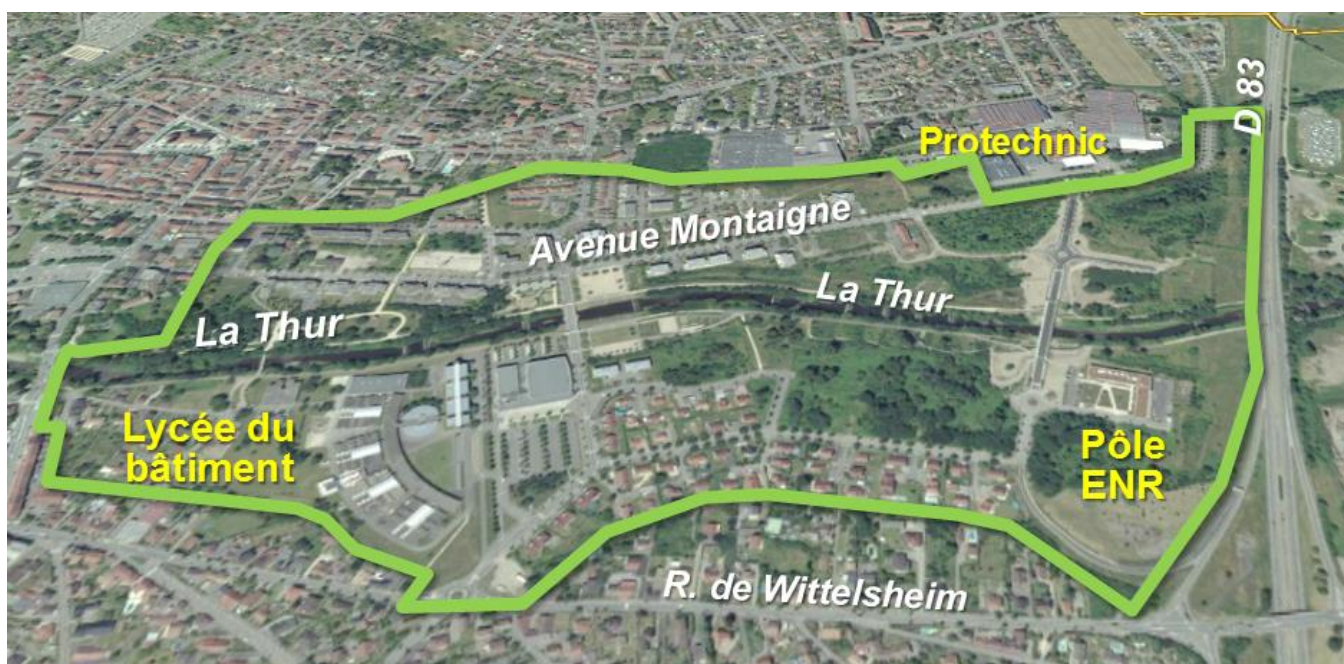 D 83
Protechnic
Avenue Montaigne
La Thur
La Thur
Lycée du
bâtiment
Pôle
ENR
R. de Wittelsheim